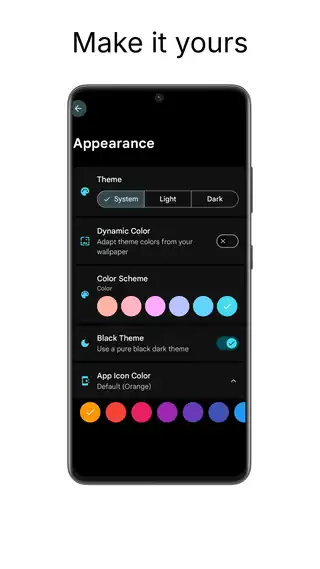 Make it yours
Appearance
Theme
System Light Dark
Dynamic Color
Adapt theme colors from your
wallpaper
Color Scheme
Color
Black Theme
Use a pure black dark theme
App Icon Color
Default (Orange)